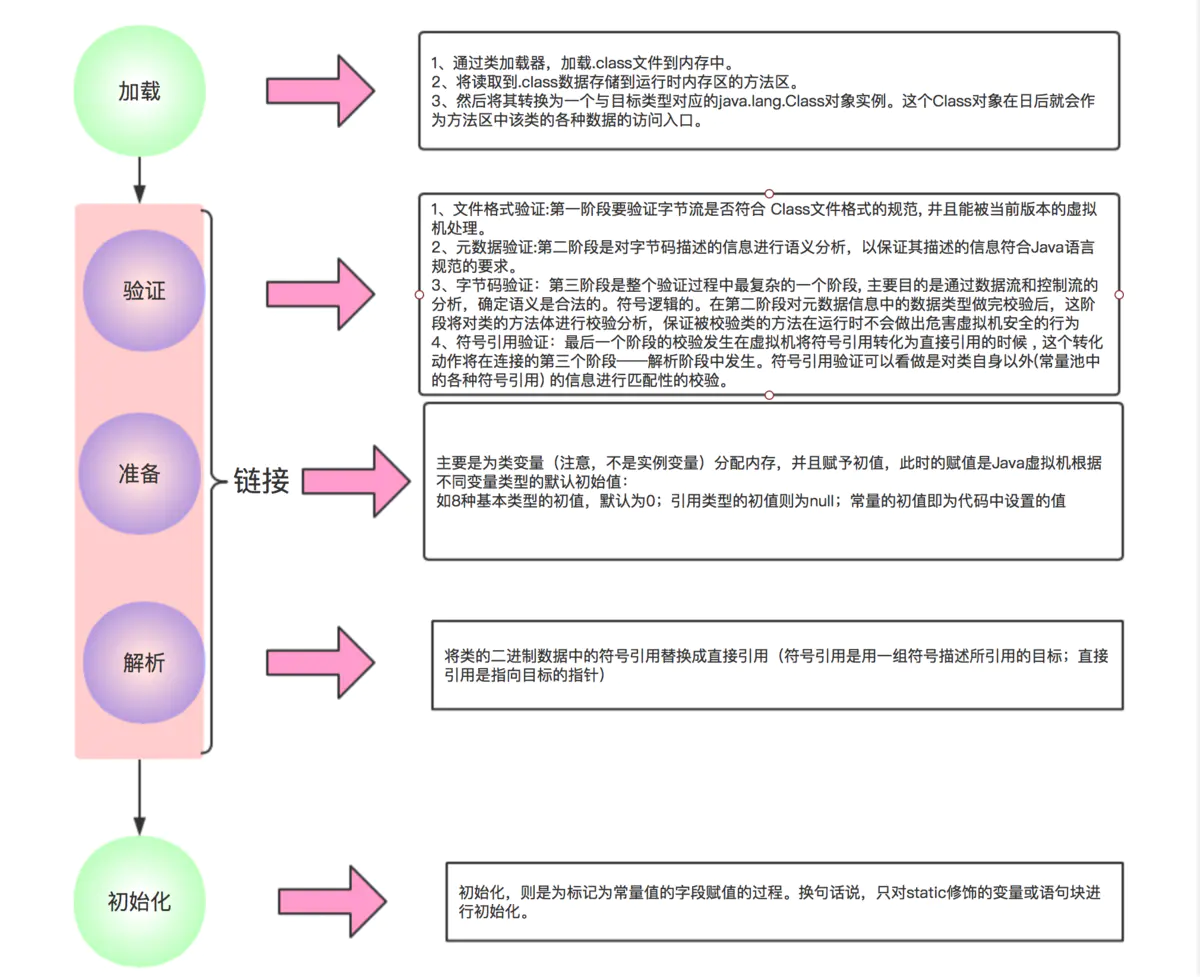 加载
1、通过类加载器，加载.class文件到内存中。
2、将读取到.class数据存储到运行时内存区的方法区。
3、然后将其转换为一个与目标类型对应的java.lang.Class对象实例。这个Class对象在日后就会作
为方法区中该类的各种数据的访问入口。
验证
1、文件格式验证:第一阶段要验证字节流是否符合 Class文件格式的规范, 井且能被当前版本的虚拟
机处理。
2、元数据验证:第二阶段是对字节码描述的信息进行语义分析，以保证其描述的信息符合Java语言
规范的要求。
3、字节码验证：第三阶段是整个验证过程中最复杂的一个阶段, 主要目的是通过数据流和控制流的
分析，确定语义是合法的。符号逻辑的。在第二阶段对元数据信息中的数据类型做完校验后，这阶
段将对类的方法体进行校验分析，保证被校验类的方法在运行时不会做出危害虚拟机安全的行为
4、符号引用验证：最后一个阶段的校验发生在虚拟机将符号引用转化为直接引用的时候 , 这个转化
动作将在连接的第三个阶段——解析阶段中发生。符号引用验证可以看做是对类自身以外(常量池中
的各种符号引用) 的信息进行匹配性的校验。
准备
链接
主要是为类变量（注意，不是实例变量）分配内存，并且赋予初值，此时的赋值是Java虚拟机根据
不同变量类型的默认初始值：
如8种基本类型的初值，默认为0；引用类型的初值则为null；常量的初值即为代码中设置的值
解析
将类的二进制数据中的符号引用替换成直接引用（符号引用是用一组符号描述所引用的目标；直接
引用是指向目标的指针）
初始化
初始化，则是为标记为常量值的字段赋值的过程。换句话说，只对static修饰的变量或语句块进
行初始化。